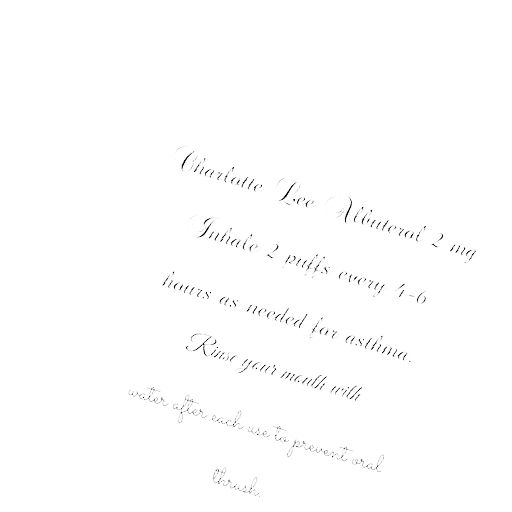 Charlotte Lee Albuterol 2 mg
Inhale 2 puffs every 4-6
hours as needed for asthma.
Rinse your mouth with
water after each use to prevent oral
thrush.